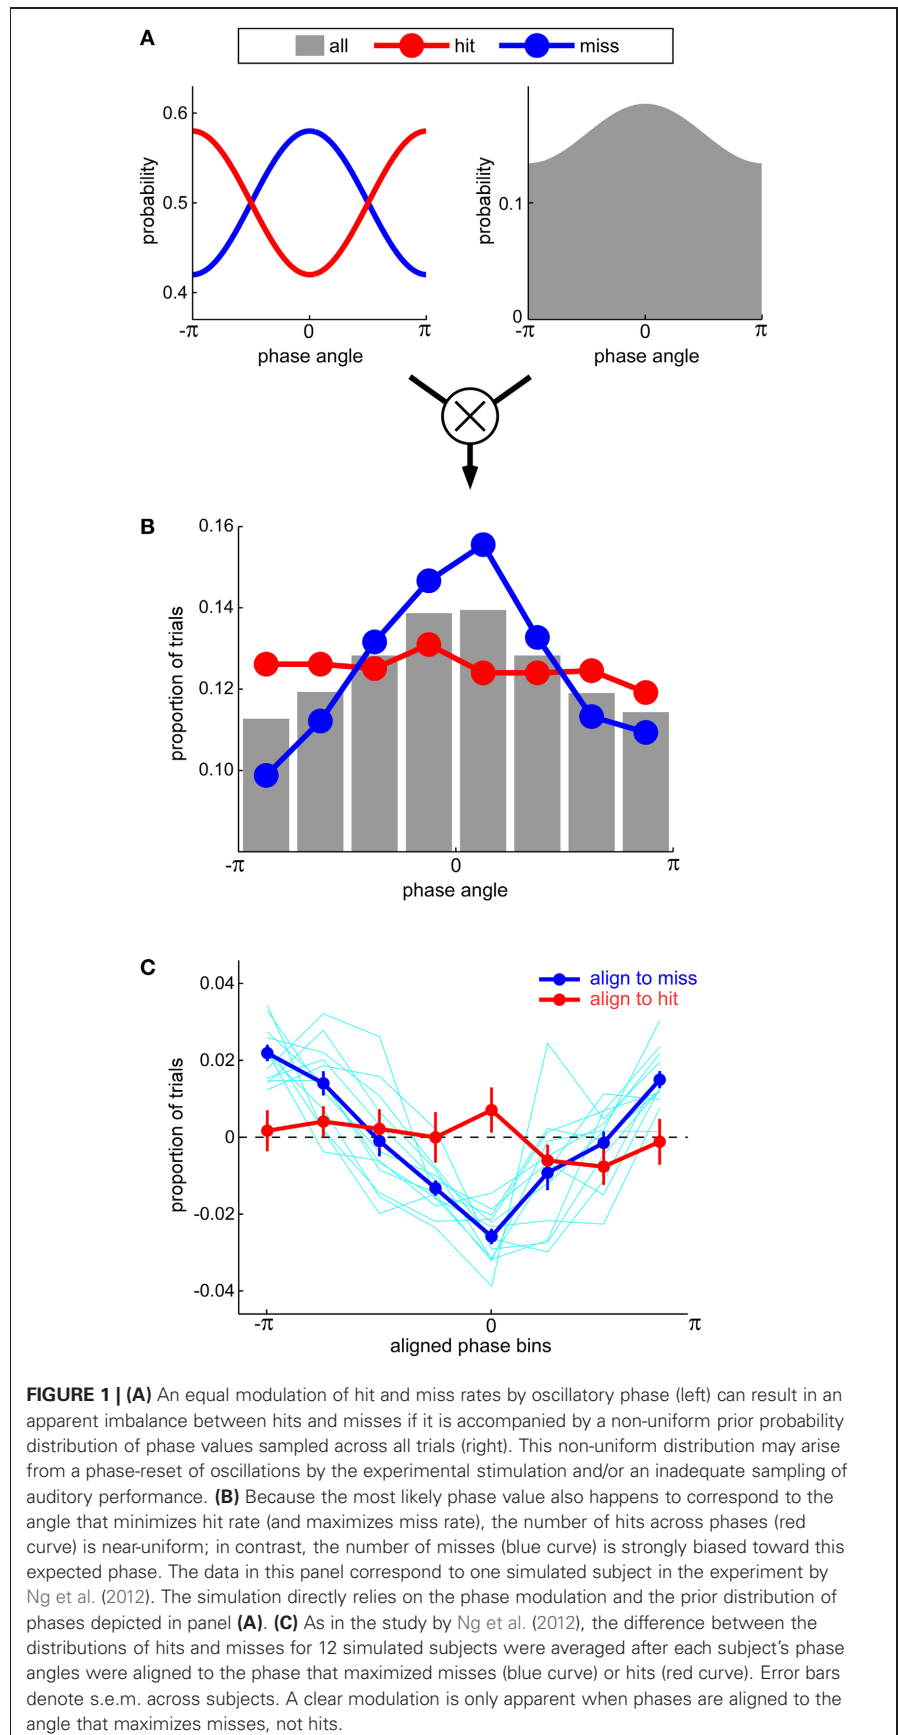 A
all hit miss
0.6
0.5
0.4
probability
-π 0 π
phase angle
0.1
0
probability
-π 0 π
phase angle
B
0.16
0.14
0.12
0.10
proportion of trials
-π 0 π
phase angle
C
align to miss
align to hit
0.04
0.02
0
-0.02
-0.04
proportion of trials
-π 0 π
aligned phase bins
FIGURE 1 | (A) An equal modulation of hit and miss rates by oscillatory phase (left) can result in an
apparent imbalance between hits and misses if it is accompanied by a non-uniform prior probability
distribution of phase values sampled across all trials (right). This non-uniform distribution may arise
from a phase-reset of oscillations by the experimental stimulation and/or an inadequate sampling of
auditory performance. (B) Because the most likely phase value also happens to correspond to the
angle that minimizes hit rate (and maximizes miss rate), the number of hits across phases (red
curve) is near-uniform; in contrast, the number of misses (blue curve) is strongly biased toward this
expected phase. The data in this panel correspond to one simulated subject in the experiment by
Ng et al. (2012). The simulation directly relies on the phase modulation and the prior distribution of
phases depicted in panel (A). (C) As in the study by Ng et al. (2012), the difference between the
distributions of hits and misses for 12 simulated subjects were averaged after each subject's phase
angles were aligned to the phase that maximized misses (blue curve) or hits (red curve). Error bars
denote s.e.m. across subjects. A clear modulation is only apparent when phases are aligned to the
angle that maximizes misses, not hits.